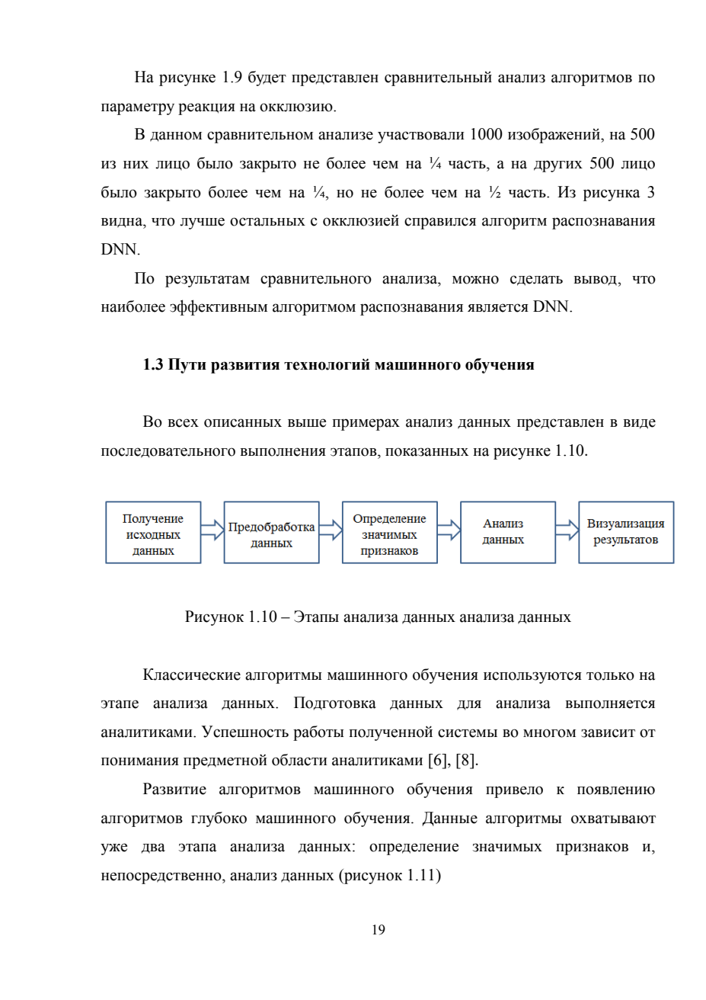 На рисунке 1.9 будет представлен сравнительный анализ алгоритмов по
параметру реакция на окклюзию.
В данном сравнительном анализе участвовали 1000 изображений, на 500
из них лицо было закрыто не более чем на ¼ часть, а на других 500 лицо
было закрыто более чем на ¼, но не более чем на ½ часть. Из рисунка 3
видна, что лучше остальных с окклюзией справился алгоритм распознавания
DNN.
По результатам сравнительного анализа, можно сделать вывод, что
наиболее эффективным алгоритмом распознавания является DNN.
1.3 Пути развития технологий машинного обучения
Во всех описанных выше примерах анализ данных представлен в виде
последовательного выполнения этапов, показанных на рисунке 1.10.
Получение
исходных
данных
Предобработка
данных
Определение
значимых
признаков
Анализ
данных
Визуализация
результатов
Рисунок 1.10 – Этапы анализа данных анализа данных
Классические алгоритмы машинного обучения используются только на
этапе анализа данных. Подготовка данных для анализа выполняется
аналитиками. Успешность работы полученной системы во многом зависит от
понимания предметной области аналитиками [6], [8].
Развитие алгоритмов машинного обучения привело к появлению
алгоритмов глубоко машинного обучения. Данные алгоритмы охватывают
уже два этапа анализа данных: определение значимых признаков и,
непосредственно, анализ данных (рисунок 1.11)
19